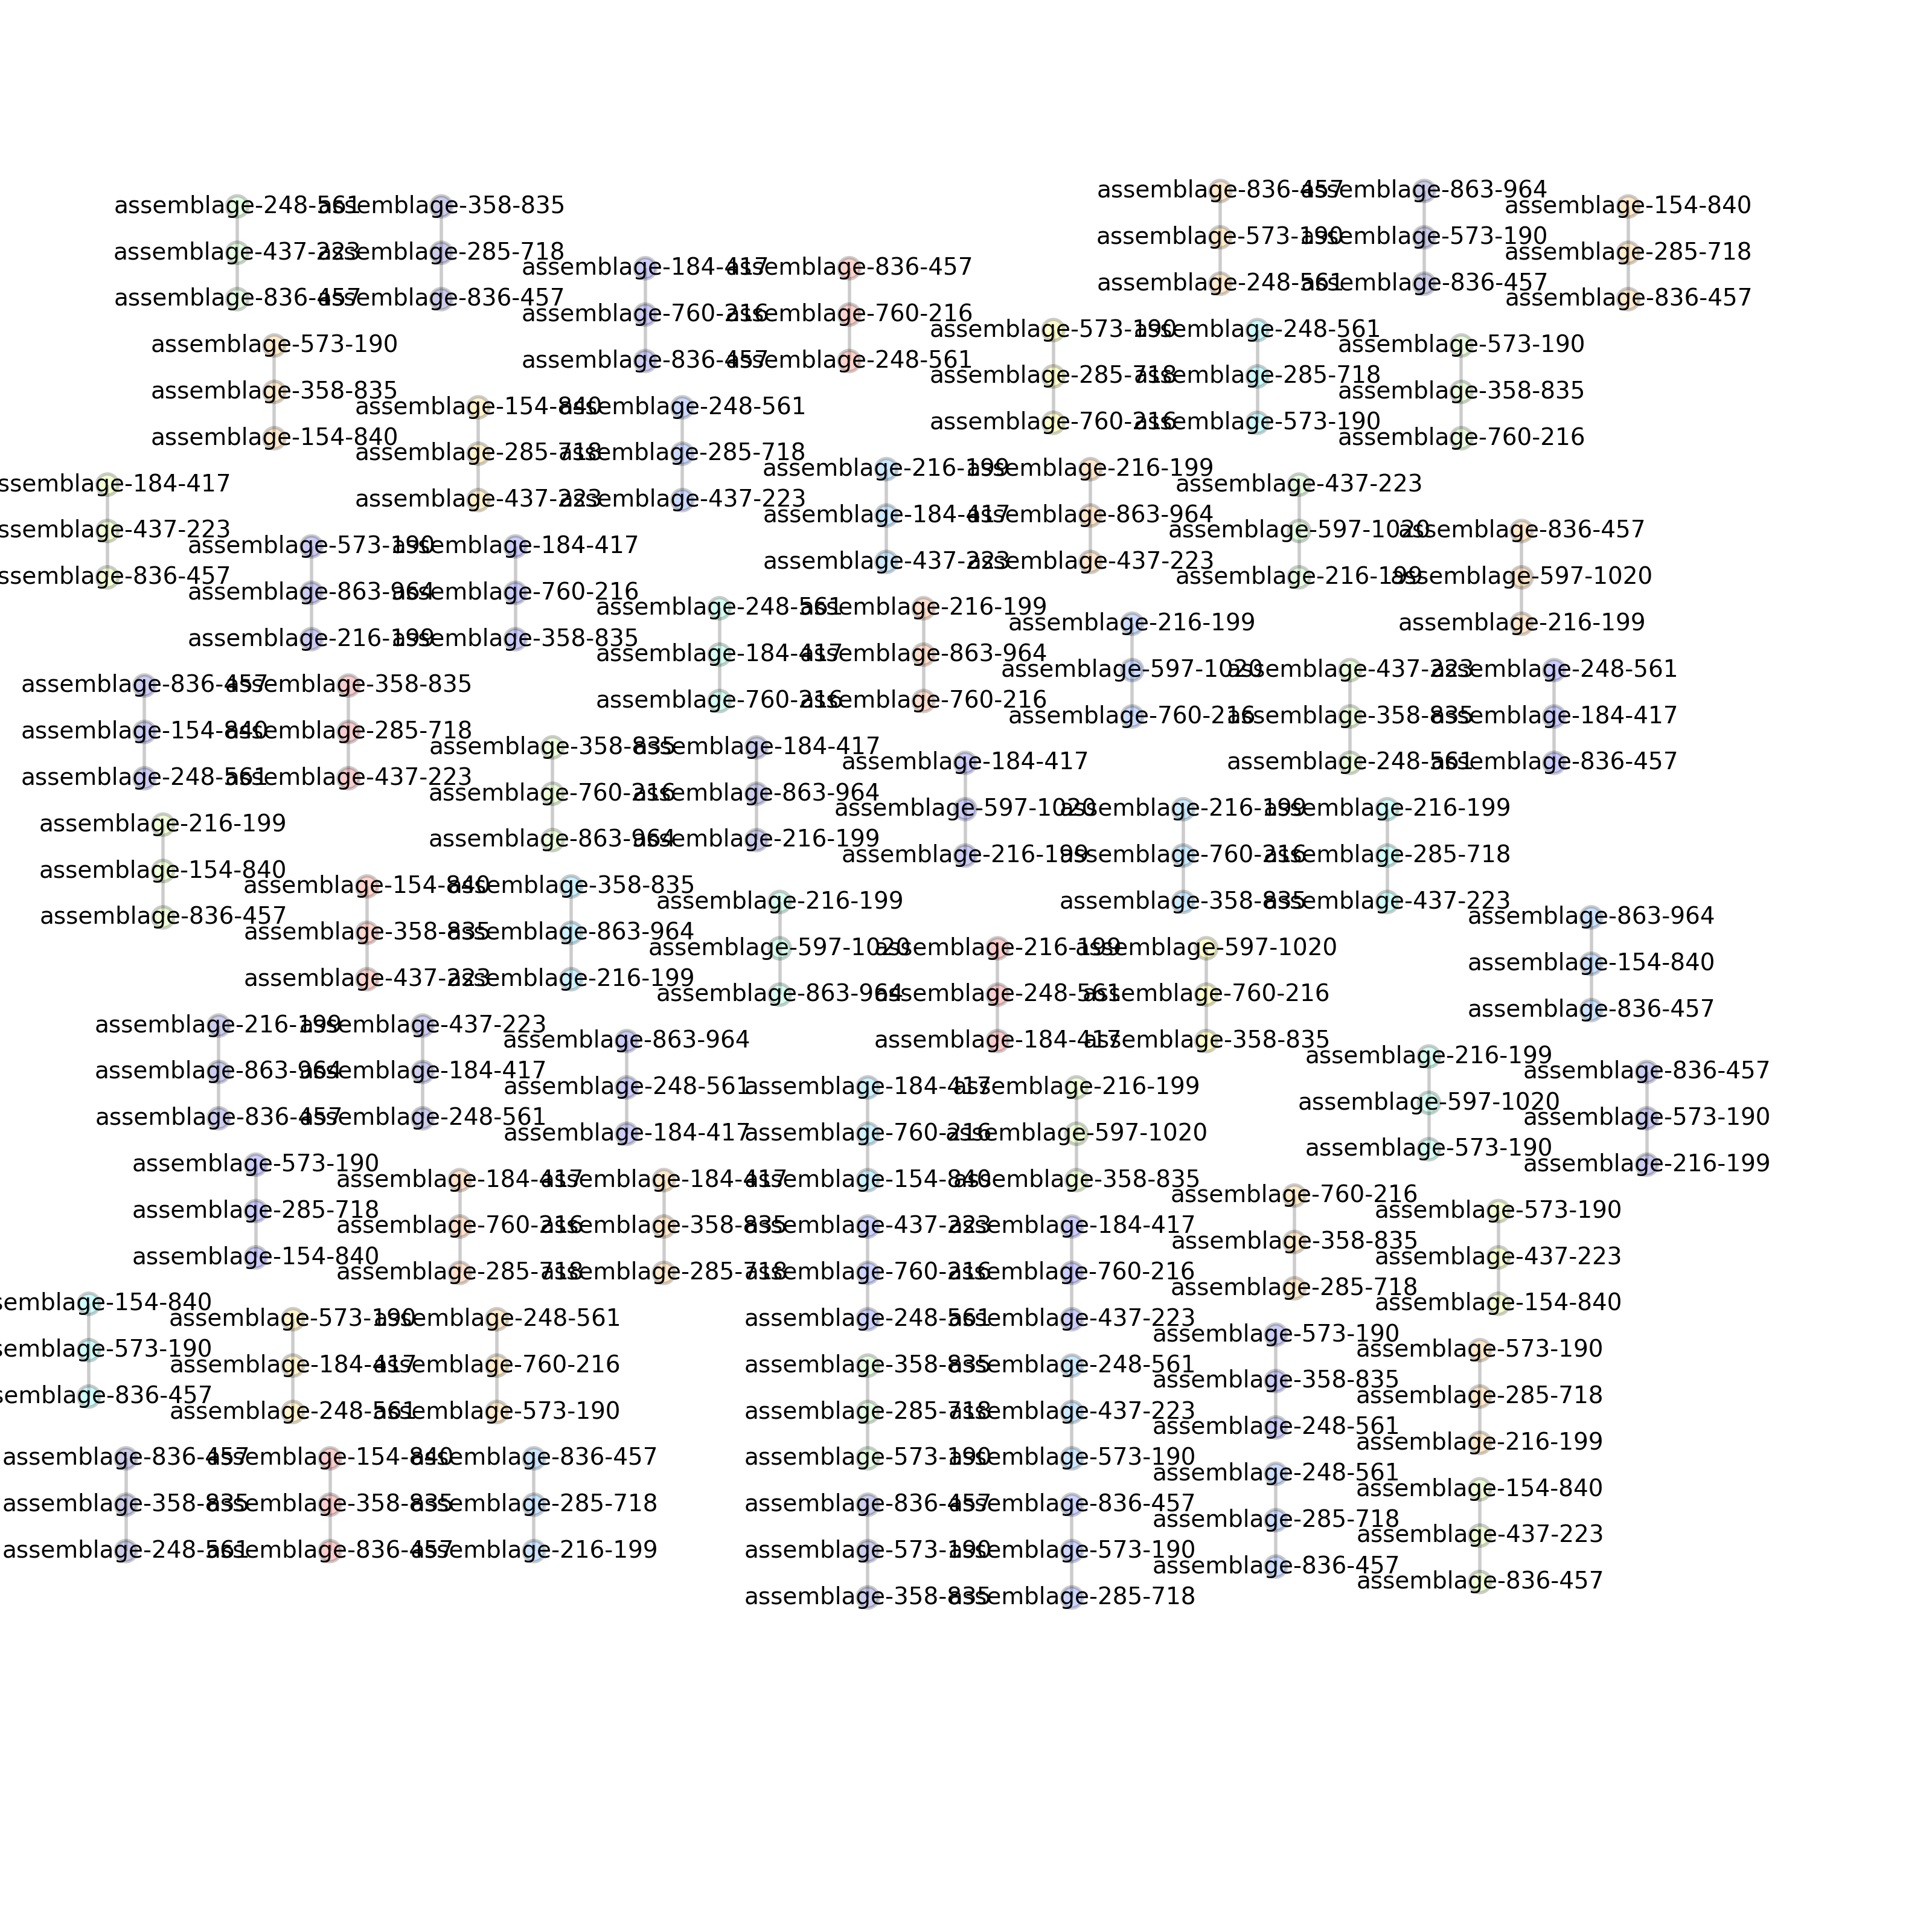 assemblage-836-457 assemblage-863-964
assemblage-248-561 assemblage-358-835 assemblage-154-840
assemblage-573-190 assemblage-573-190
assemblage-437-223 assemblage-285-718 assemblage-285-718
assemblage-184-417 assemblage-836-457
assemblage-248-561 assemblage-836-457
assemblage-836-457 assemblage-836-457 assemblage-836-457
assemblage-760-216 assemblage-760-216
assemblage-573-190 assemblage-248-561
assemblage-573-190 assemblage-573-190
assemblage-836-457 assemblage-248-561
assemblage-285-718 assemblage-285-718
assemblage-358-835 assemblage-358-835
assemblage-154-840 assemblage-248-561
assemblage-760-216 assemblage-573-190
assemblage-154-840 assemblage-760-216
assemblage-285-718 assemblage-285-718
assemblage-216-199 assemblage-216-199
ssemblage-184-417 assemblage-437-223
assemblage-437-223 assemblage-437-223
assemblage-184-417 assemblage-863-964
ssemblage-437-223 assemblage-597-1020 assemblage-836-457
assemblage-573-190 assemblage-184-417
assemblage-437-223 assemblage-437-223
ssemblage-836-457 assemblage-216-199 assemblage-597-1020
assemblage-863-964 assemblage-760-216
assemblage-248-561 assemblage-216-199
assemblage-216-199 assemblage-216-199
assemblage-216-199 assemblage-358-835
assemblage-184-417 assemblage-863-964
assemblage-597-1020 assemblage-437-223 assemblage-248-561
assemblage-836-457 assemblage-358-835
assemblage-760-216 assemblage-760-216
assemblage-760-216 assemblage-358-835 assemblage-184-417
assemblage-154-840 assemblage-285-718
assemblage-358-835 assemblage-184-417
assemblage-184-417 assemblage-248-561 assemblage-836-457
assemblage-248-561 assemblage-437-223
assemblage-760-216 assemblage-863-964
assemblage-597-1020 assemblage-216-199 assemblage-216-199
assemblage-216-199
assemblage-863-964 assemblage-216-199
assemblage-216-199 assemblage-760-216 assemblage-285-718
assemblage-154-840
assemblage-154-840 assemblage-358-835
assemblage-216-199 assemblage-358-835 assemblage-437-223
assemblage-836-457 assemblage-863-964
assemblage-358-835 assemblage-863-964
assemblage-597-1020 assemblage-216-199 assemblage-597-1020
assemblage-154-840
assemblage-437-223 assemblage-216-199
assemblage-863-964 assemblage-248-561 assemblage-760-216
assemblage-836-457
assemblage-216-199 assemblage-437-223
assemblage-863-964 assemblage-184-417 assemblage-358-835
assemblage-216-199
assemblage-863-964 assemblage-184-417 assemblage-836-457
assemblage-248-561 assemblage-184-417 assemblage-216-199
assemblage-597-1020
assemblage-836-457 assemblage-248-561 assemblage-573-190
assemblage-184-417 assemblage-760-216 assemblage-597-1020
assemblage-573-190
assemblage-573-190 assemblage-216-199
assemblage-184-417 assemblage-184-417 assemblage-154-840 assemblage-358-835
assemblage-760-216
assemblage-285-718 assemblage-573-190
assemblage-760-216 assemblage-358-835 assemblage-437-223 assemblage-184-417
assemblage-358-835
assemblage-154-840 assemblage-437-223
assemblage-285-718 assemblage-285-718 assemblage-760-216 assemblage-760-216
assemblage-285-718
semblage-154-840 assemblage-154-840
assemblage-573-190 assemblage-248-561 assemblage-248-561 assemblage-437-223
assemblage-573-190
semblage-573-190 assemblage-573-190
assemblage-184-417 assemblage-760-216 assemblage-358-835 assemblage-248-561
assemblage-358-835
semblage-836-457 assemblage-285-718
assemblage-248-561 assemblage-573-190 assemblage-285-718 assemblage-437-223
assemblage-248-561
assemblage-216-199
assemblage-836-457 assemblage-154-840 assemblage-836-457 assemblage-573-190 assemblage-573-190
assemblage-248-561
assemblage-154-840
assemblage-358-835 assemblage-358-835 assemblage-285-718 assemblage-836-457 assemblage-836-457
assemblage-285-718
assemblage-437-223
assemblage-248-561 assemblage-836-457 assemblage-216-199 assemblage-573-190 assemblage-573-190
assemblage-836-457
assemblage-836-457
assemblage-358-835 assemblage-285-718